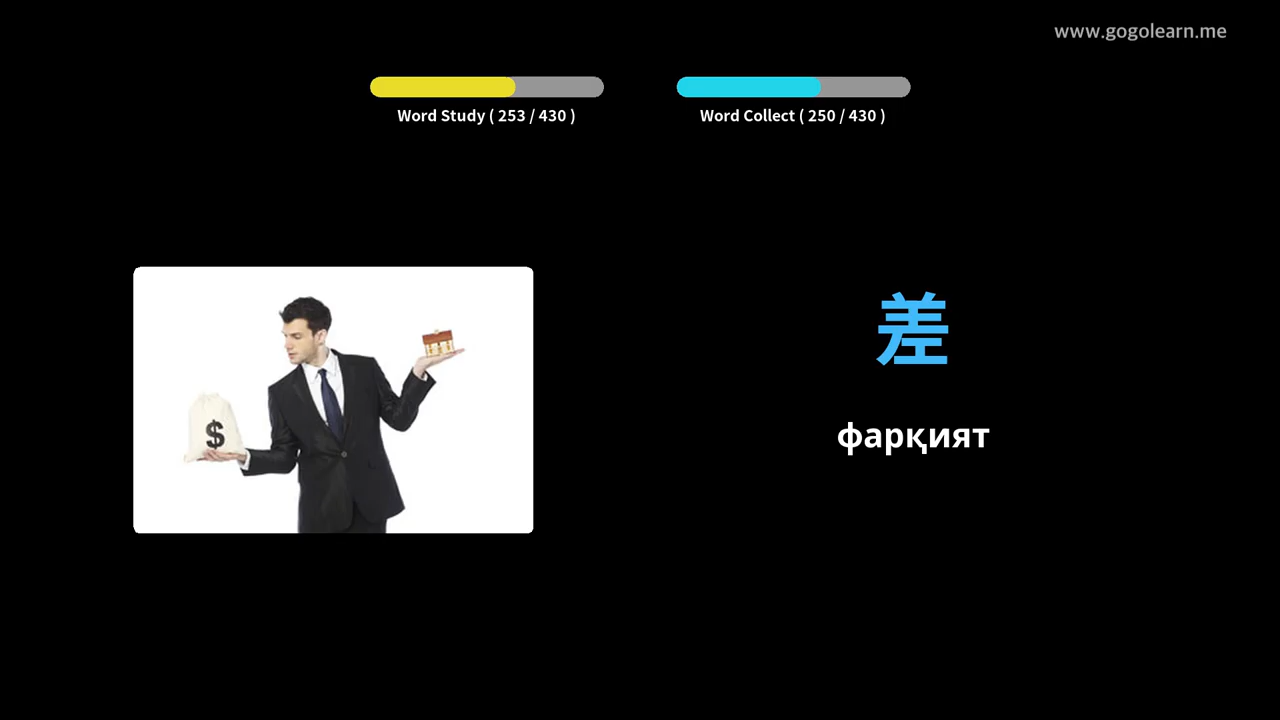 www.gogolearn.me
Word Study ( 253 / 430 )
Word Collect ( 250 / 430 )
差
$
фарқият